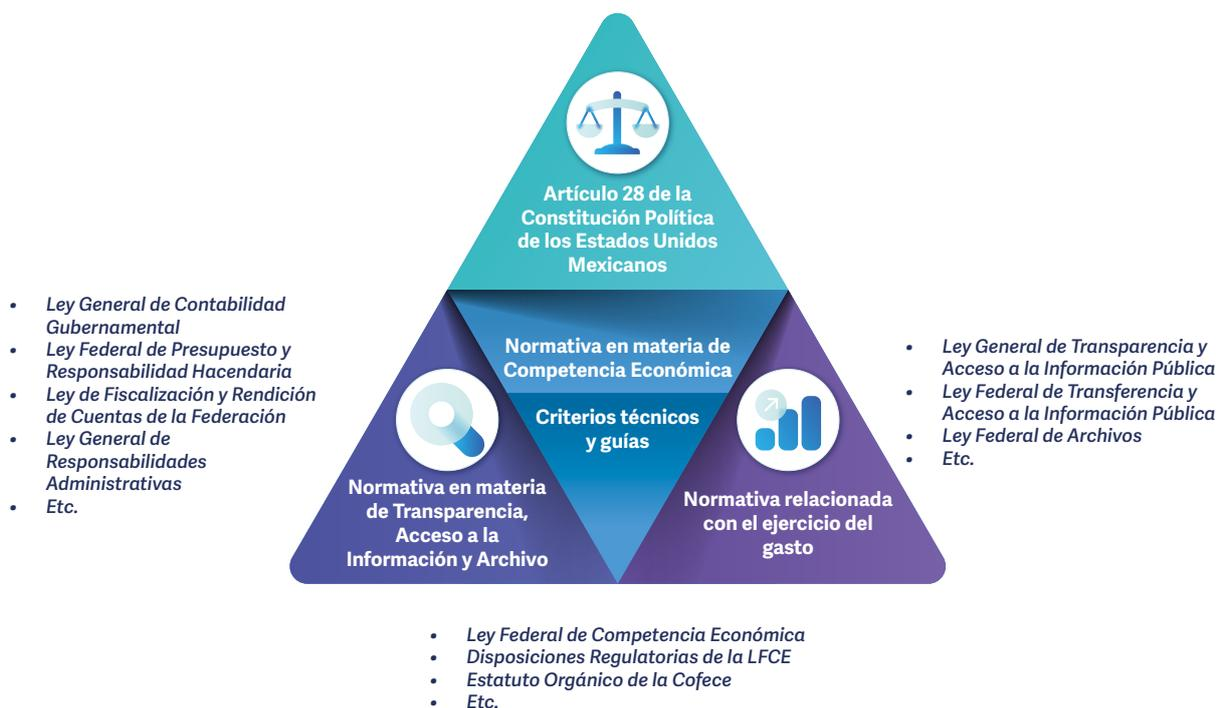 Artículo 28 de la
Constitución Política
de los Estados Unidos
Mexicanos
• Ley General de Contabilidad
Gubernamental
• Ley Federal de Presupuesto y
Responsabilidad Hacendaria
• Ley de Fiscalización y Rendición
de Cuentas de la Federación
• Ley General de
Responsabilidades
Administrativas
• Etc.
Normativa en materia de
Competencia Económica
Criterios técnicos
y guías
Normativa en materia
de Transparencia,
Acceso a la
Información y Archivo
Normativa relacionada
con el ejercicio del
gasto
• Ley General de Transparencia y
Acceso a la Información Pública
• Ley Federal de Transferencia y
Acceso a la Información Pública
• Ley Federal de Archivos
• Etc.
• Ley Federal de Competencia Económica
• Disposiciones Regulatorias de la LFCE
• Estatuto Orgánico de la Cofece
• Etc.